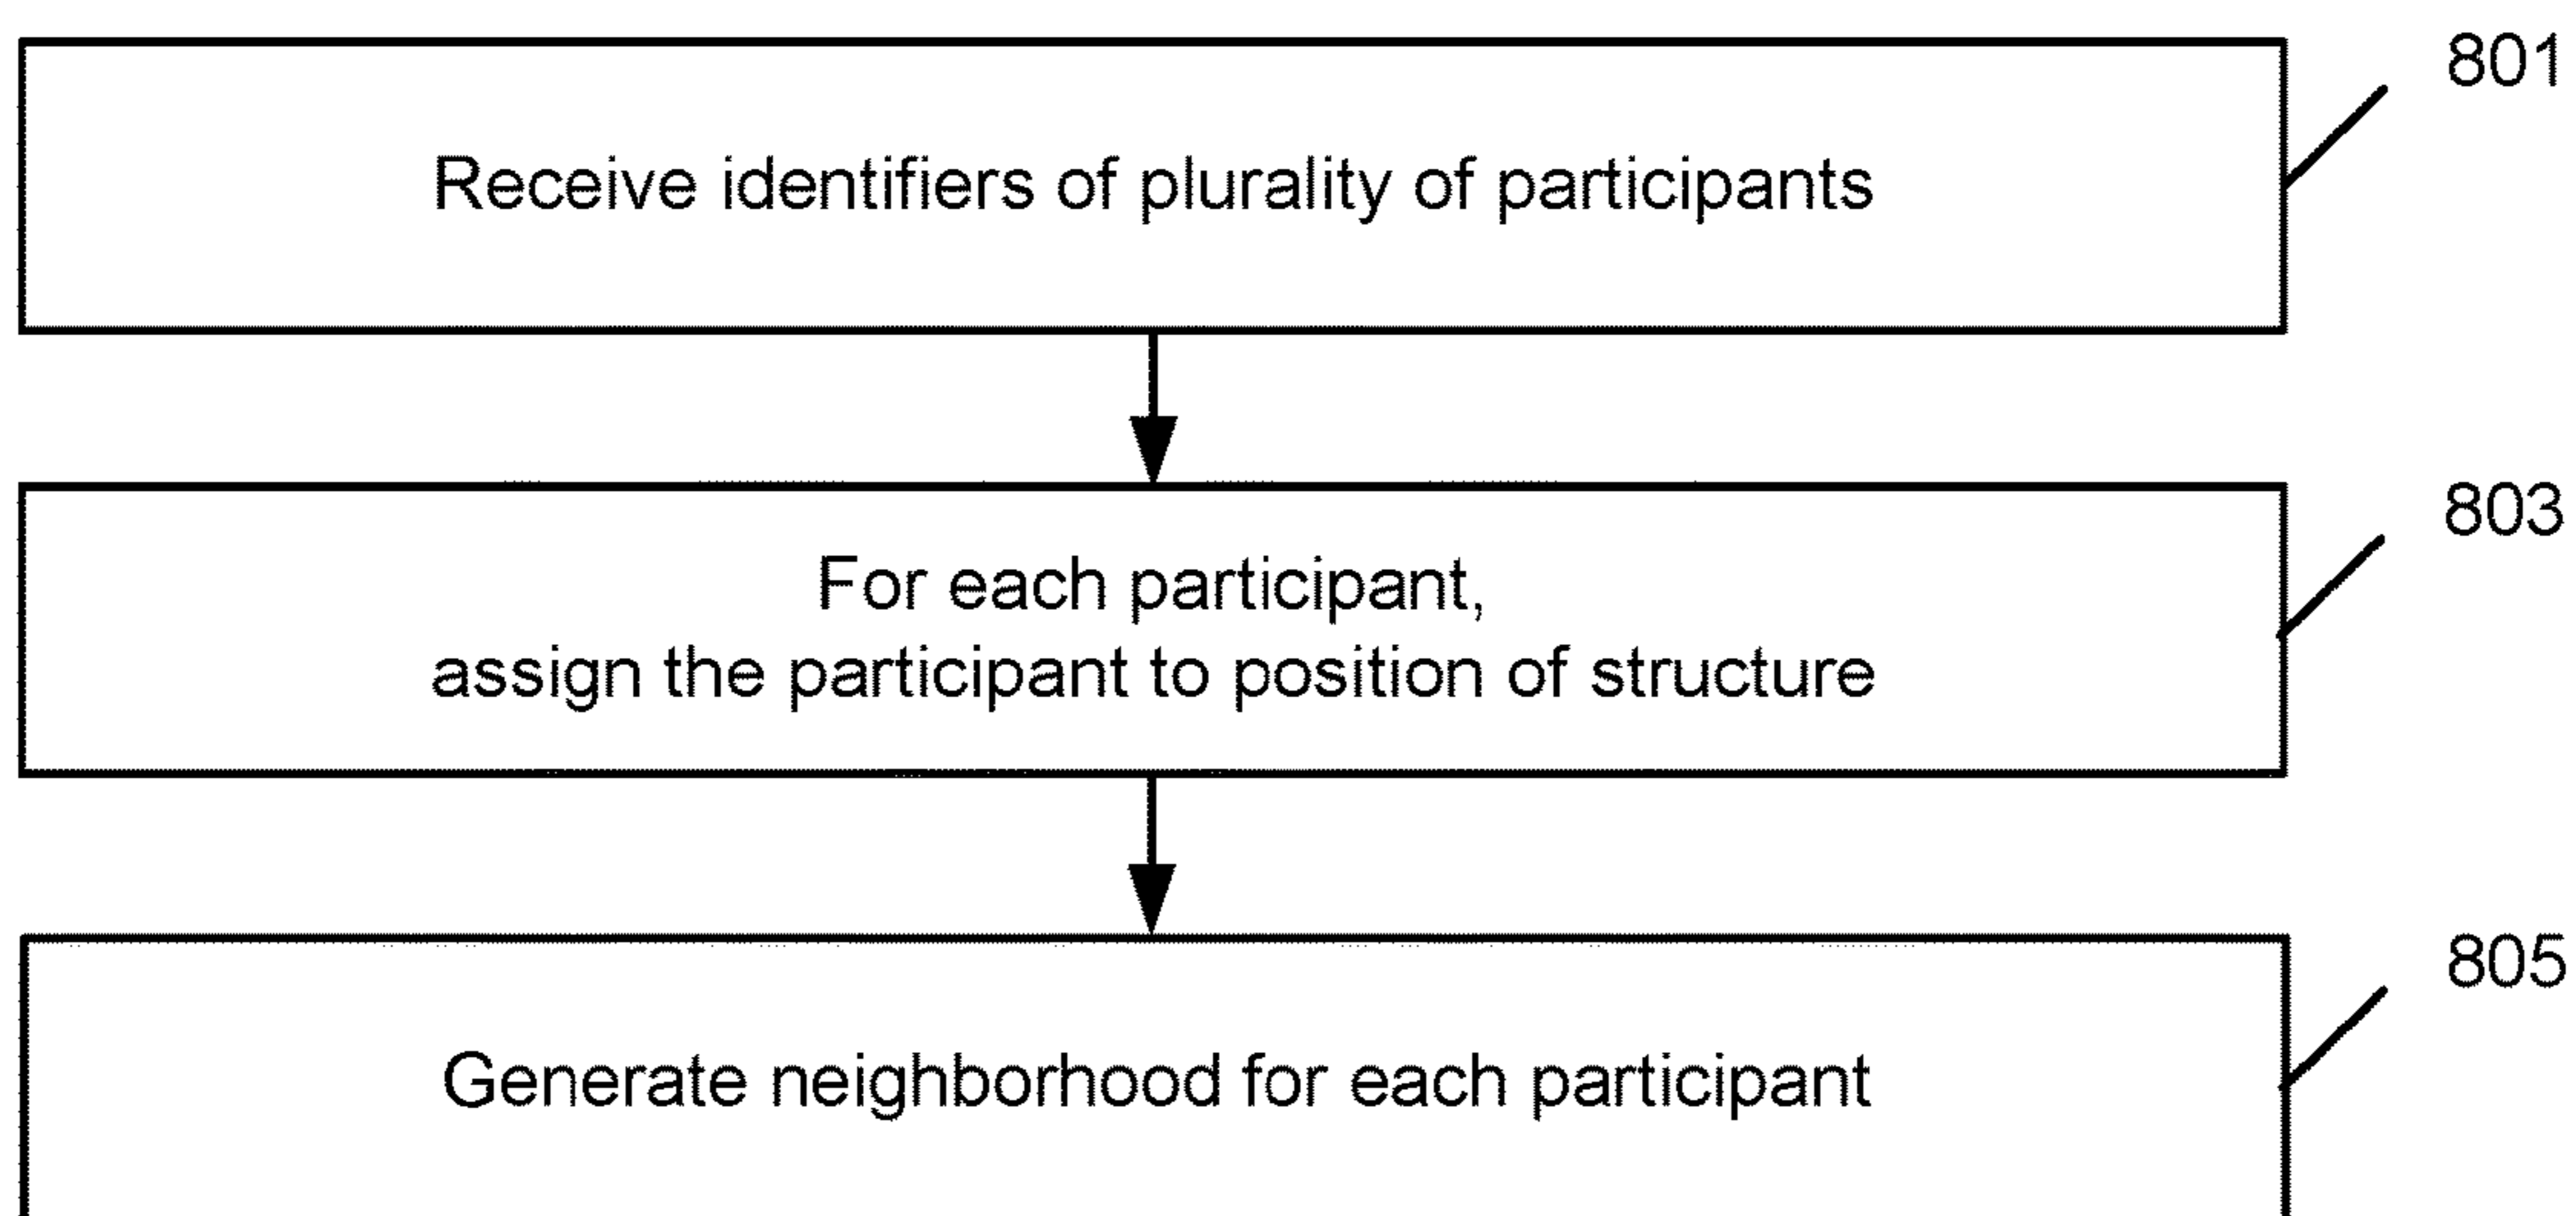 801
Receive identifiers of plurality of participants
803
For each participant,
assign the participant to position of structure
805
Generate neighborhood for each participant